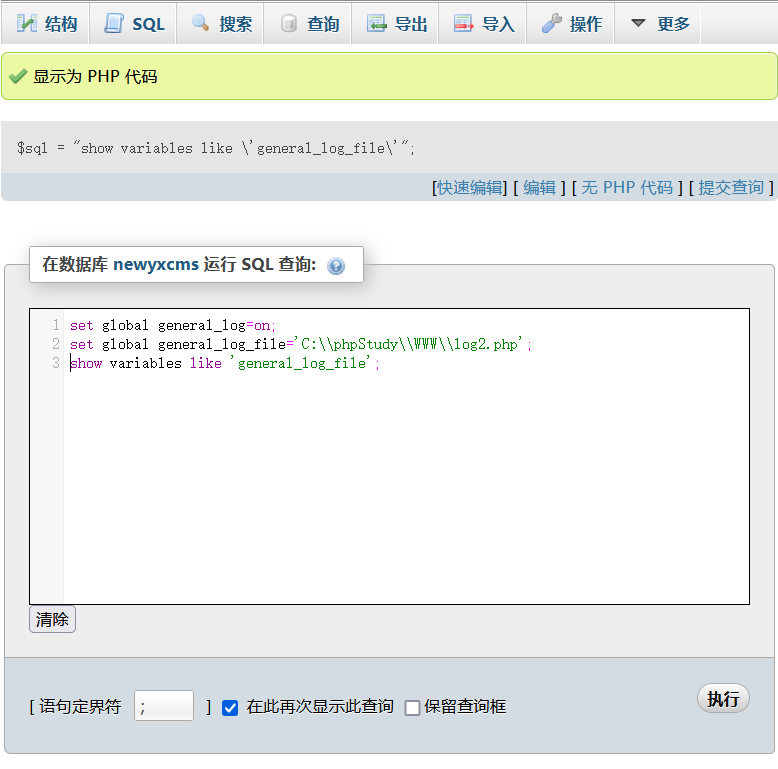 结构 SQL 搜索 查询 导出 导入 操作 更多
显示为 PHP 代码
$sql = "show variables like \'general_log_file\'";
[快速编辑] [ 编辑 ] [ 无 PHP 代码 ] [ 提交查询 ]
在数据库 newyxcms 运行 SQL 查询:
1 set global general_log=on;
2 set global general_log_file='C:\\phpStudy\\WWW\\log2.php';
3 show variables like 'general_log_file';
清除
[ 语句定界符 ; ] 在此再次显示此查询 保留查询框 执行